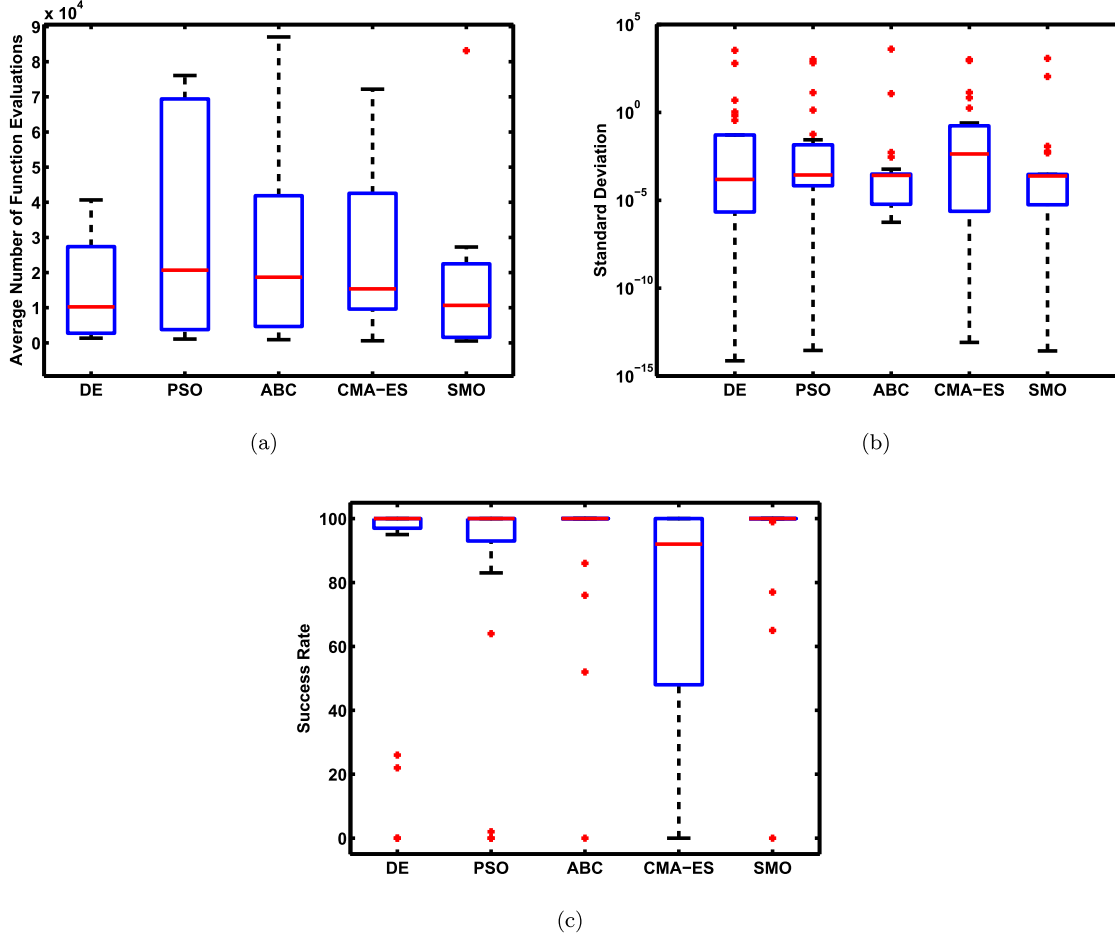 x 10^4
9
8
7
6
5
4
3
2
1
0
Average Number of Function Evaluations
DE PSO ABC CMA−ES SMO
(a)
10^5
10^0
10^−5
10^−10
10^−15
Standard Deviation
DE PSO ABC CMA−ES SMO
(b)
100
80
60
40
20
0
Success Rate
DE PSO ABC CMA−ES SMO
(c)